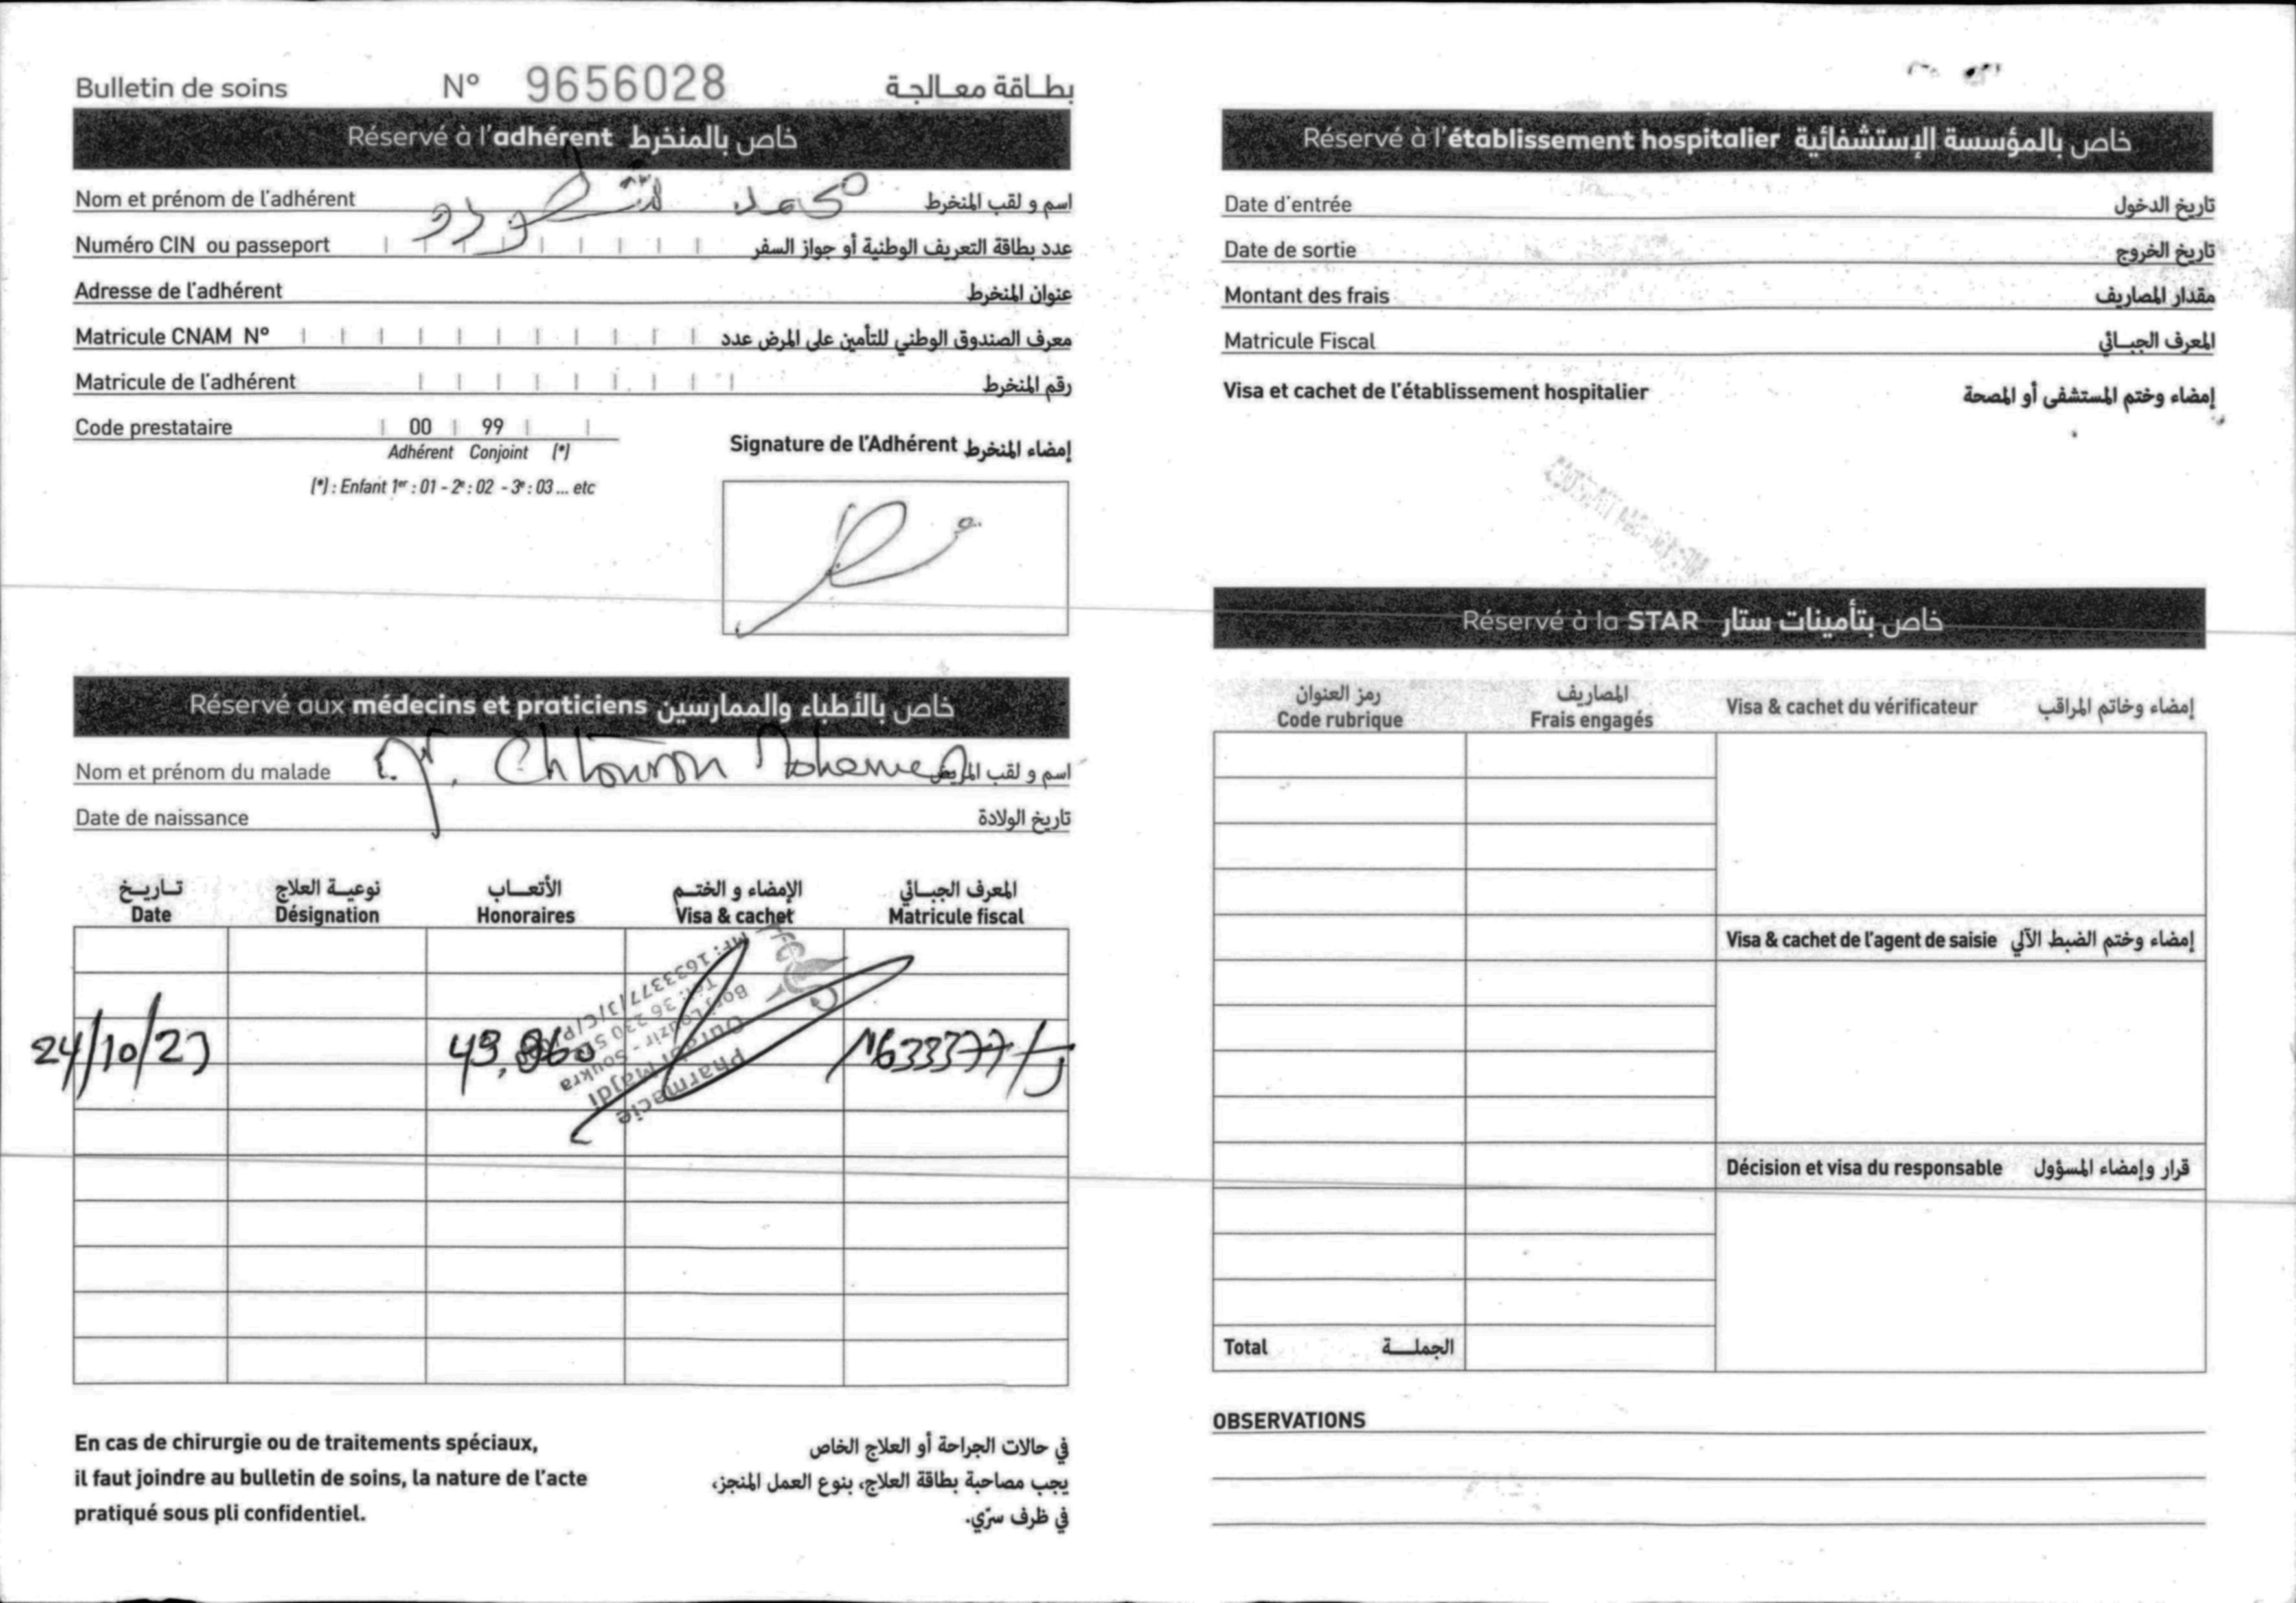 Bulletin de soins N° 9656028 بطاقة معالجة
Réservé à l'adhérent خاص بالمنخرط
Nom et prénom de l'adhérent محمد شطورو اسم و لقب المنخرط
Numéro CIN ou passeport عدد بطاقة التعريف الوطنية أو جواز السفر
Adresse de l'adhérent عنوان المنخرط
Matricule CNAM N° معرف الصندوق الوطني للتأمين على المرض عدد
Matricule de l'adhérent رقم المنخرط
Code prestataire 00 99
Adhérent Conjoint (*)
(*) : Enfant 1er : 01 - 2e : 02 - 3e : 03 ... etc
Signature de l'Adhérent إمضاء المنخرط
Réservé aux médecins et praticiens خاص بالأطباء والممارسين
Nom et prénom du malade Chtourou Mohamed اسم و لقب المريض
Date de naissance تاريخ الولادة
تاريخ نوعية العلاج الأتعاب الإمضاء و الختم المعرف الجبائي
Date Désignation Honoraires Visa & cachet Matricule fiscal
24/10/23 49,860 1633377/J
Pharmacie
Ourabi Majdi
Borj Louzir - Soukra
En cas de chirurgie ou de traitements spéciaux,
il faut joindre au bulletin de soins, la nature de l'acte
pratiqué sous pli confidentiel.
في حالات الجراحة أو العلاج الخاص
يجب مصاحبة بطاقة العلاج، بنوع العمل المنجز،
في ظرف سرّي.
Réservé à l'établissement hospitalier خاص بالمؤسسة الإستشفائية
Date d'entrée تاريخ الدخول
Date de sortie تاريخ الخروج
Montant des frais مقدار المصاريف
Matricule Fiscal المعرف الجبائي
Visa et cachet de l'établissement hospitalier إمضاء وختم المستشفى أو المصحة
Réservé à la STAR خاص بتأمينات ستار
رمز العنوان المصاريف
Code rubrique Frais engagés Visa & cachet du vérificateur إمضاء وخاتم المراقب
Visa & cachet de l'agent de saisie إمضاء وختم الضبط الآلي
Décision et visa du responsable قرار وإمضاء المسؤول
Total الجملة
OBSERVATIONS